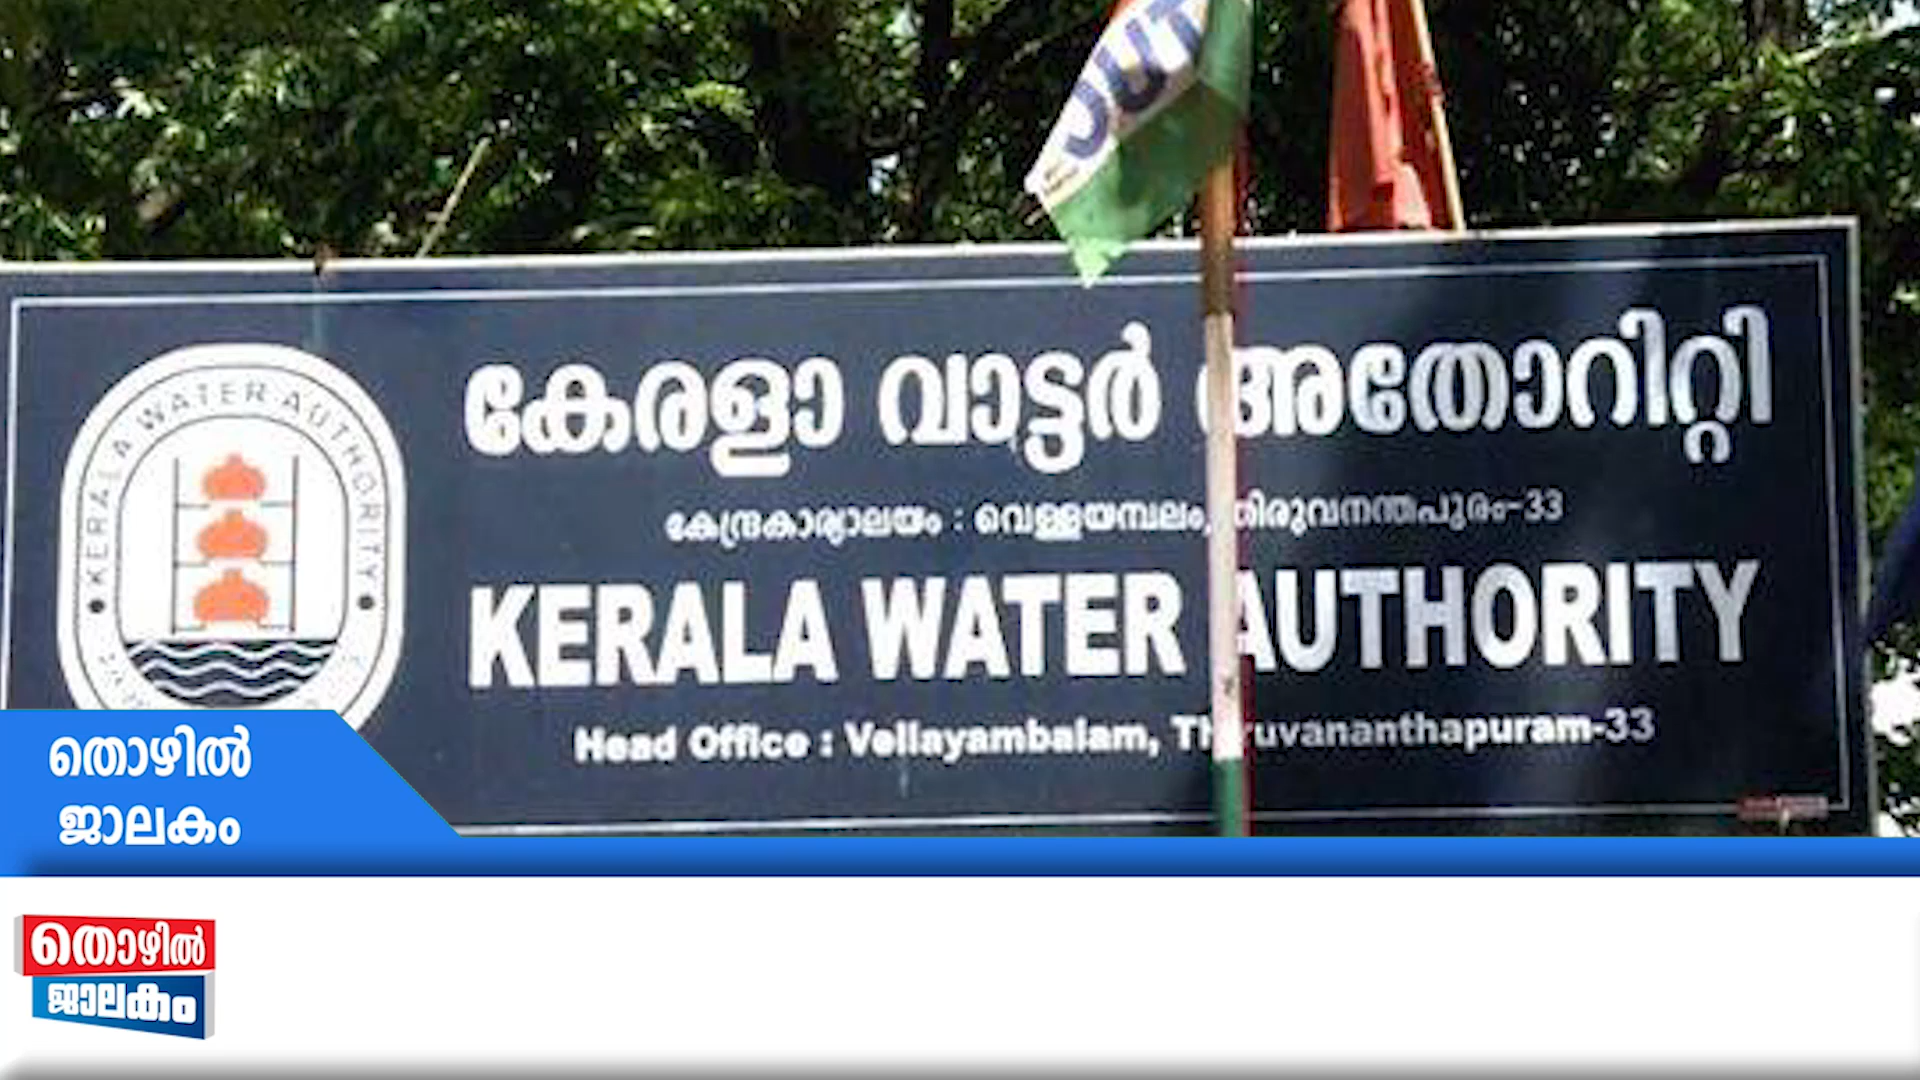 OUT
KERALA WATER AUTHORITY
കേരളാ വാട്ടർ അതോറിറ്റി
കേന്ദ്രകാര്യാലയം : വെള്ളയമ്പലം, തിരുവനന്തപുരം-33
KERALA WATER AUTHORITY
Head Office : Vellayambalam, Thiruvananthapuram-33
തൊഴിൽ
ജാലകം
തൊഴിൽ
ജാലകം